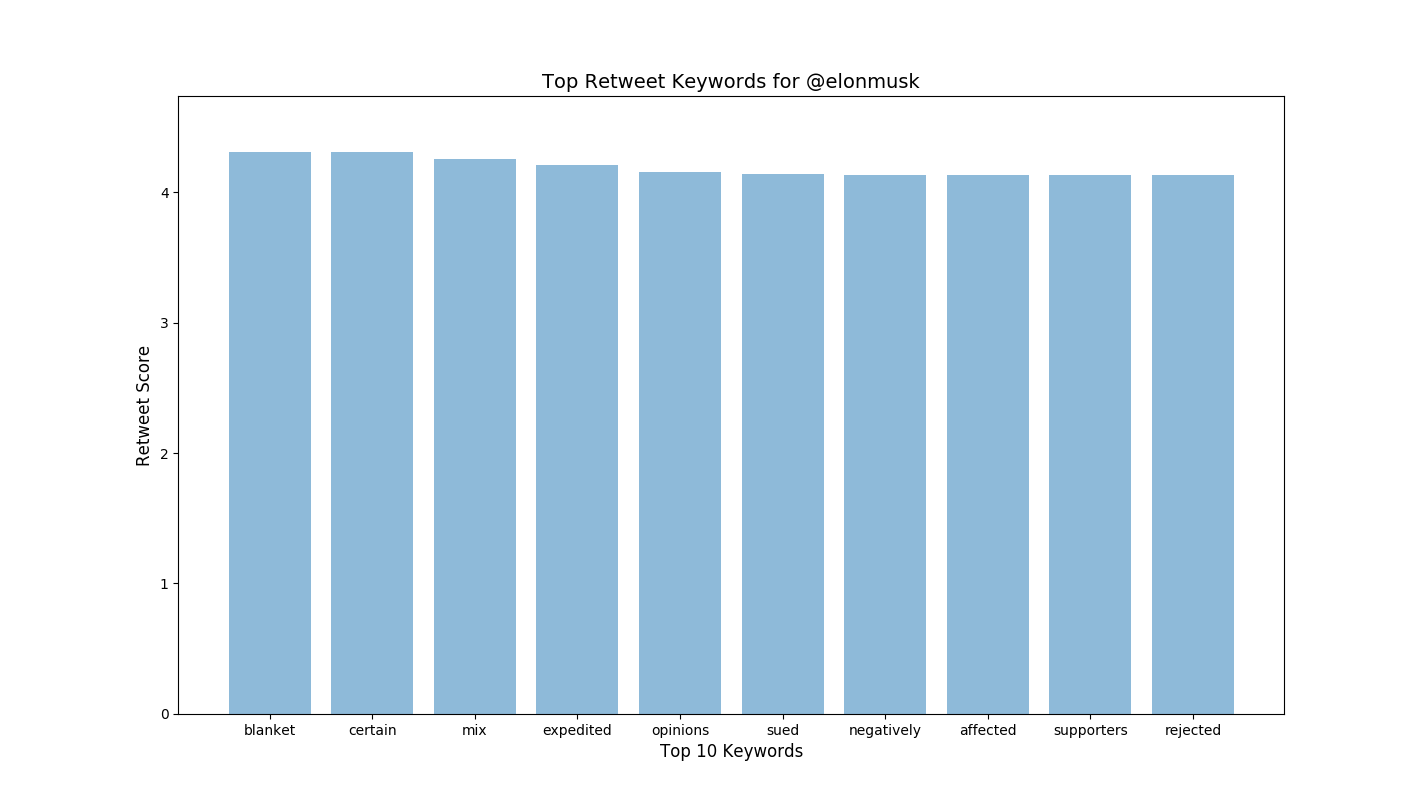 Top Retweet Keywords for @elonmusk
Retweet Score
4
3
2
1
0
blanket certain mix expedited opinions sued negatively affected supporters rejected
Top 10 Keywords